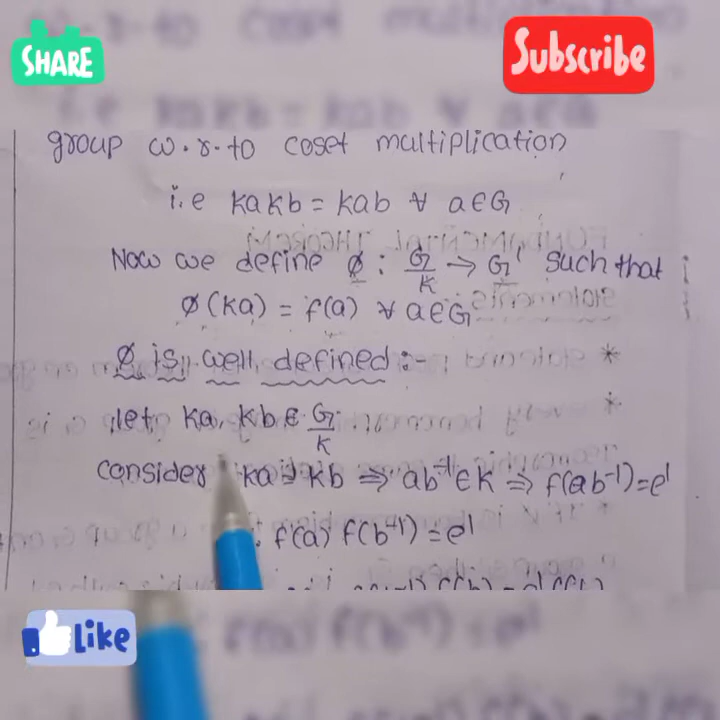 SHARE
Subscribe
group w.r.to coset multiplication
i.e kakb = kab ∀ a∈G
Now we define ø : G/K → G' such that
ø(ka) = f(a) ∀ a∈G
ø is well defined :-
let ka, kb ∈ G/K
consider ka = kb ⇒ ab⁻¹∈K ⇒ f(ab⁻¹)=e'
f(a) f(b⁻¹) = e'
Like